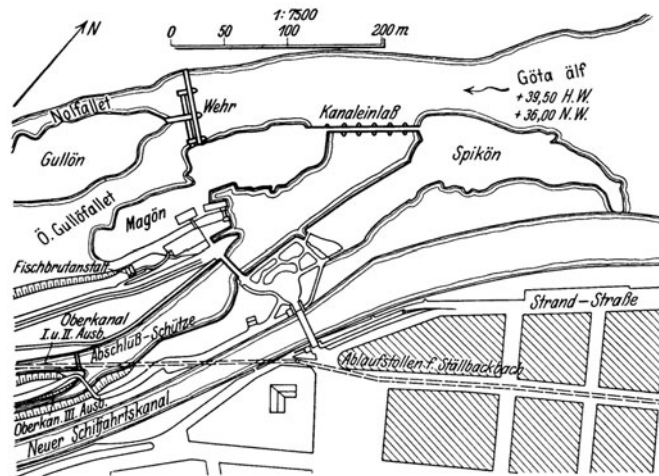 N
1:7500
0 50 100 200 m
Göta älf
+39,50 H.W.
+36,00 N.W.
Nolfallet
Wehr
Kanaleinlaß
Gullön
Spikön
Ö. Gullöfallet
Magön
Fischbrutanstalt
Strand-Straße
Oberkanal
I.u.II. Ausb.
Abschluß-Schütze
Ablaufstollen f. Stallbackbach
Oberkan. III. Ausb.
Neuer Schiffahrtskanal